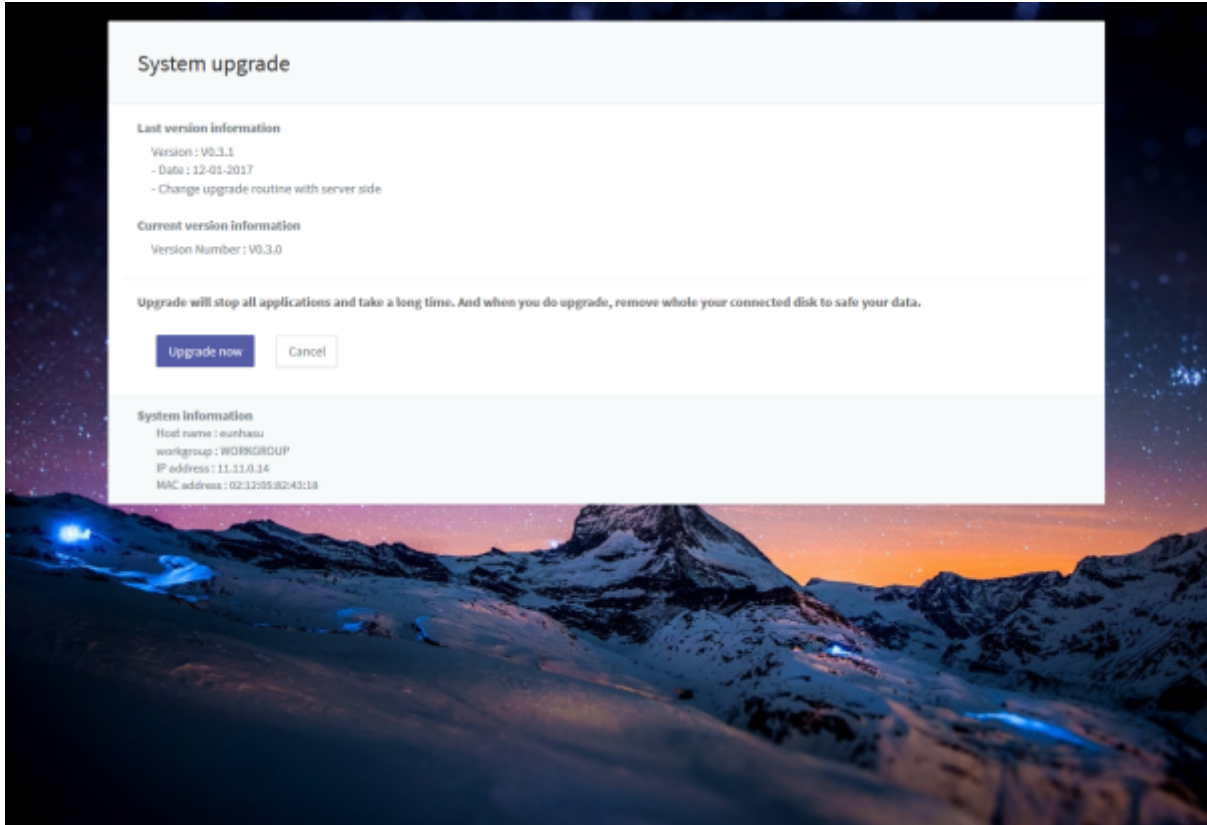 System upgrade
Last version information
Version : V0.3.1
- Date : 12-01-2017
- Change upgrade routine with server side
Current version information
Version Number : V0.3.0
Upgrade will stop all applications and take a long time. And when you do upgrade, remove whole your connected disk to safe your data.
Upgrade now
Cancel
System information
Host name : eunhasu
workgroup : WORKGROUP
IP address : 11.11.0.14
MAC address : 02:12:05:82:43:18